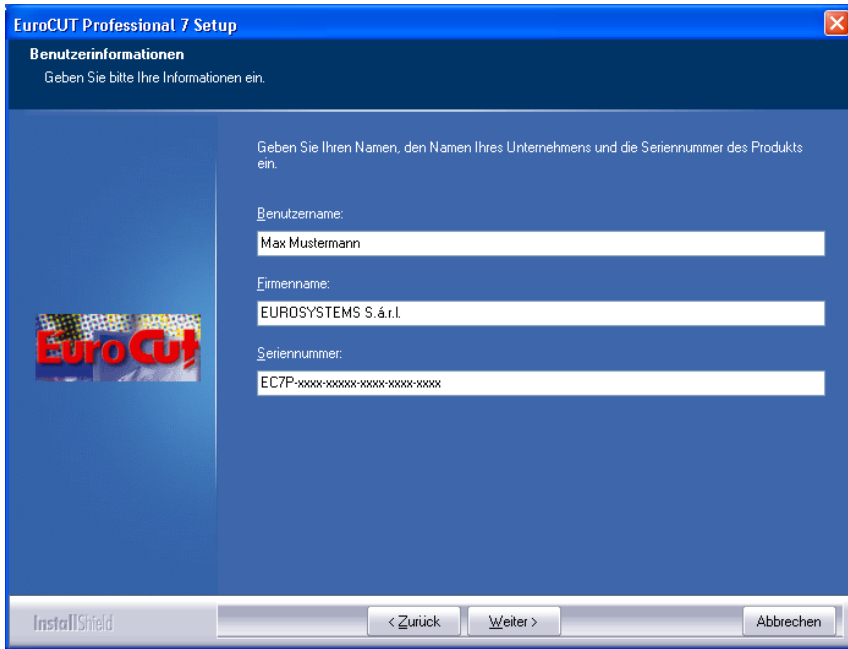 EuroCUT Professional 7 Setup
Benutzerinformationen
Geben Sie bitte Ihre Informationen ein.
Geben Sie Ihren Namen, den Namen Ihres Unternehmens und die Seriennummer des Produkts
ein.
Benutzername:
Max Mustermann
Firmenname:
EUROSYSTEMS S.á.r.l.
EuroCut
Seriennummer:
EC7P-xxxx-xxxxx-xxxx-xxxx-xxxx
InstallShield
< Zurück
Weiter >
Abbrechen